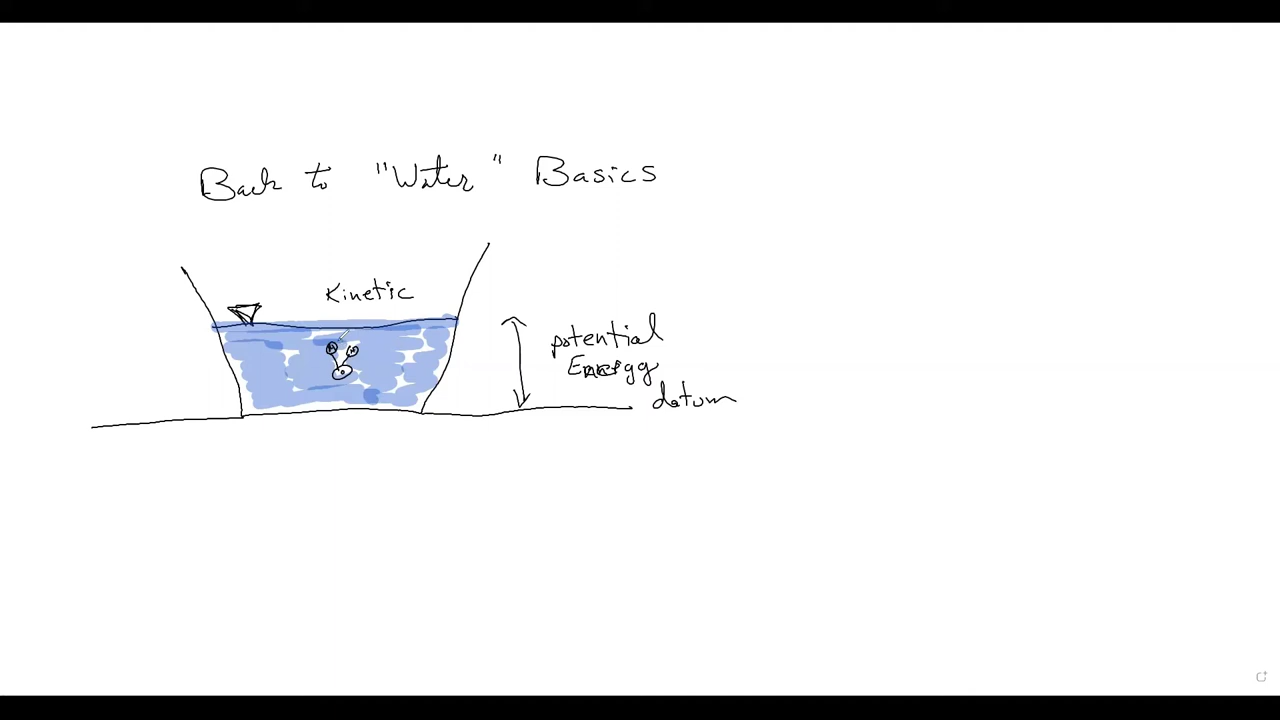 Back to "Water" Basics
Kinetic
potential
Energy
datum
H H
O